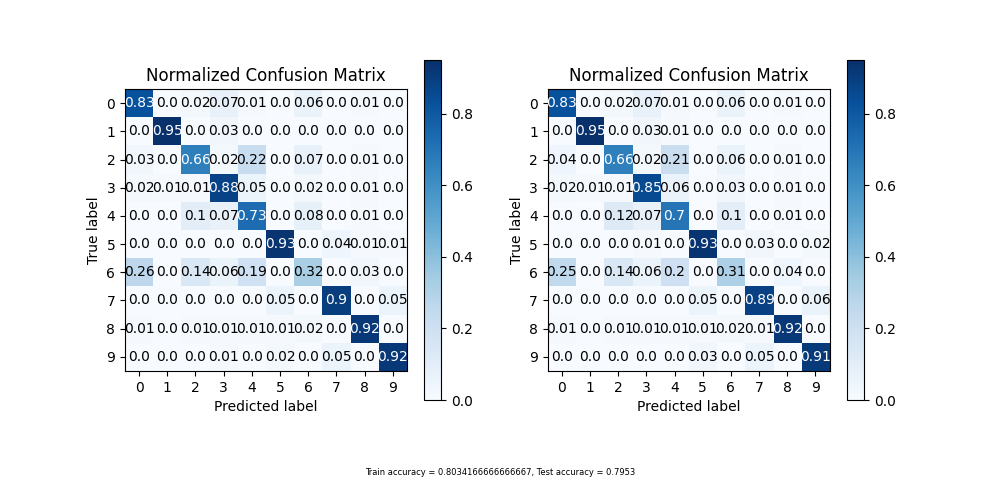 Normalized Confusion Matrix Normalized Confusion Matrix
0 0.83 0.0 0.02 0.07 0.01 0.0 0.06 0.0 0.01 0.0 0 0.83 0.0 0.02 0.07 0.01 0.0 0.06 0.0 0.01 0.0
0.8 0.8
1 0.0 0.95 0.0 0.03 0.0 0.0 0.0 0.0 0.0 0.0 1 0.0 0.95 0.0 0.03 0.01 0.0 0.0 0.0 0.0 0.0
2 0.03 0.0 0.66 0.02 0.22 0.0 0.07 0.0 0.01 0.0 2 0.04 0.0 0.66 0.02 0.21 0.0 0.06 0.0 0.01 0.0
0.6 0.6
3 0.02 0.01 0.01 0.88 0.05 0.0 0.02 0.0 0.01 0.0 3 0.02 0.01 0.01 0.85 0.06 0.0 0.03 0.0 0.01 0.0
4 0.0 0.0 0.1 0.07 0.73 0.0 0.08 0.0 0.01 0.0 4 0.0 0.0 0.12 0.07 0.7 0.0 0.1 0.0 0.01 0.0
True label True label
5 0.0 0.0 0.0 0.0 0.0 0.93 0.0 0.04 0.01 0.01 5 0.0 0.0 0.0 0.01 0.0 0.93 0.0 0.03 0.0 0.02
0.4 0.4
6 0.26 0.0 0.14 0.06 0.19 0.0 0.32 0.0 0.03 0.0 6 0.25 0.0 0.14 0.06 0.2 0.0 0.31 0.0 0.04 0.0
7 0.0 0.0 0.0 0.0 0.0 0.05 0.0 0.9 0.0 0.05 7 0.0 0.0 0.0 0.0 0.0 0.05 0.0 0.89 0.0 0.06
0.2 0.2
8 0.01 0.0 0.01 0.01 0.01 0.01 0.02 0.0 0.92 0.0 8 0.01 0.0 0.01 0.01 0.01 0.01 0.02 0.01 0.92 0.0
9 0.0 0.0 0.0 0.01 0.0 0.02 0.0 0.05 0.0 0.92 9 0.0 0.0 0.0 0.0 0.0 0.03 0.0 0.05 0.0 0.91
0 1 2 3 4 5 6 7 8 9 0.0 0 1 2 3 4 5 6 7 8 9 0.0
Predicted label Predicted label
Train accuracy = 0.8034166666666667, Test accuracy = 0.7953